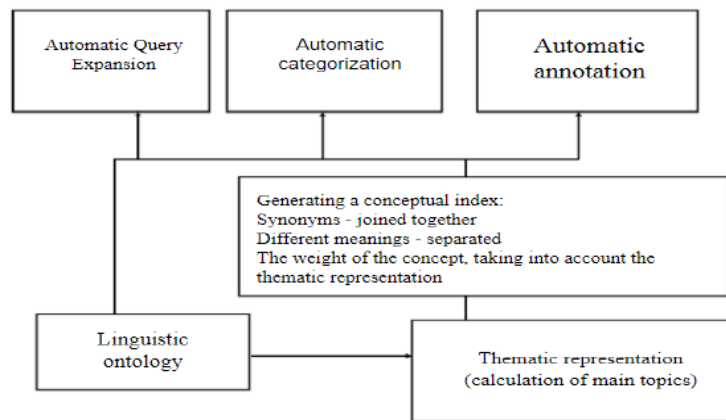 Automatic Query
Expansion
Automatic
categorization
Automatic
annotation
Generating a conceptual index:
Synonyms - joined together
Different meanings - separated
The weight of the concept, taking into account the
thematic representation
Linguistic
ontology
Thematic representation
(calculation of main topics)